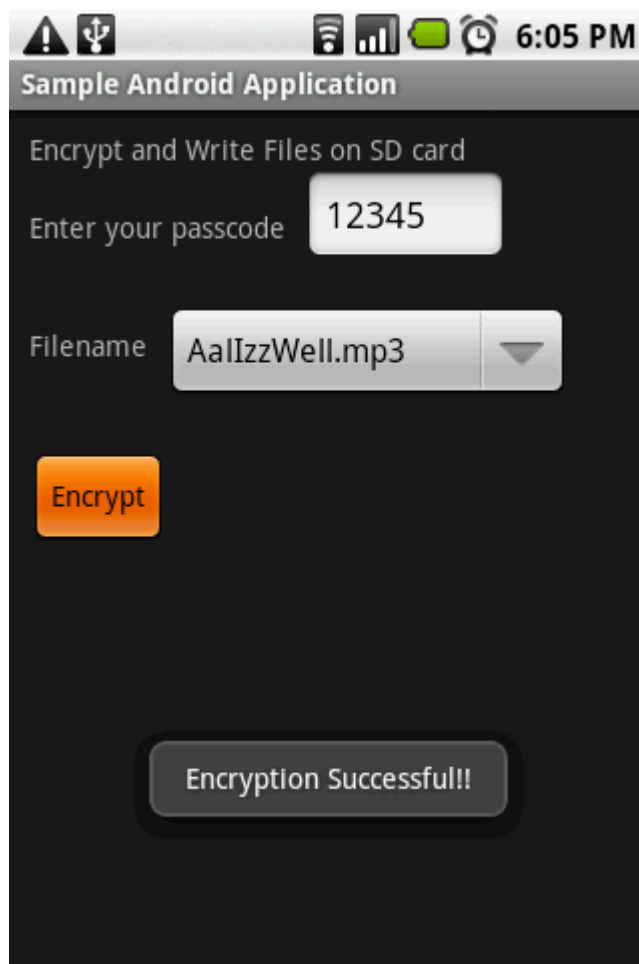 6:05 PM
Sample Android Application
Encrypt and Write Files on SD card
Enter your passcode 12345
Filename AalIzzWell.mp3
Encrypt
Encryption Successful!!